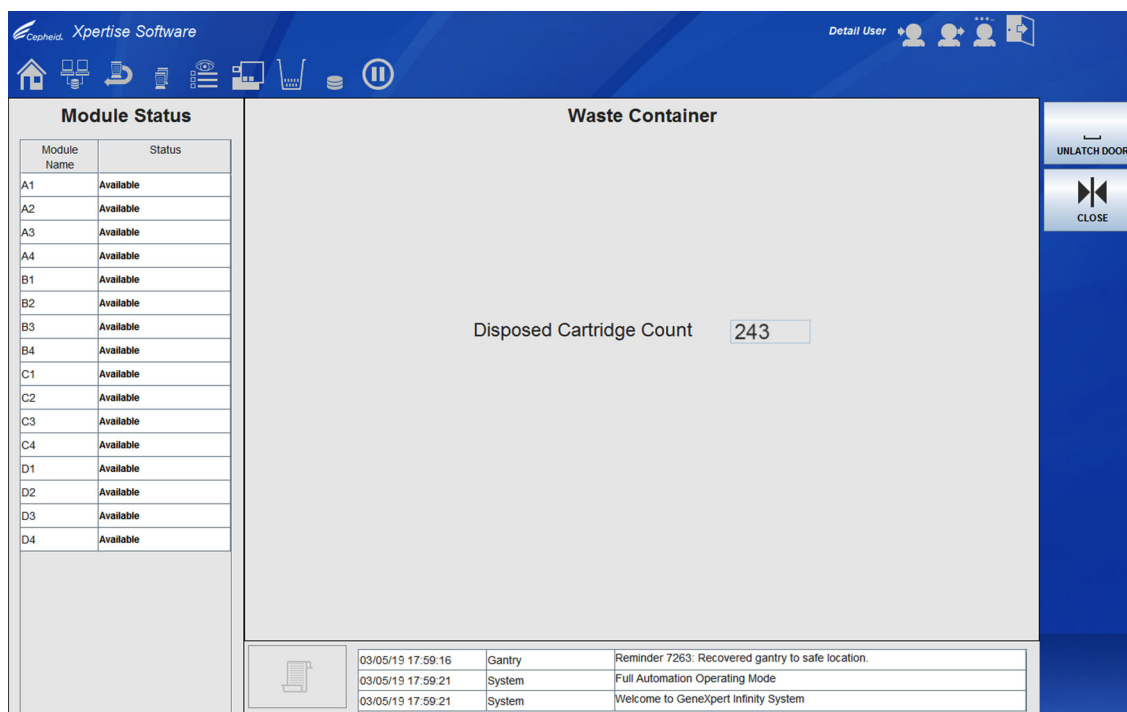 Cepheid. Xpertise Software
Detail User
Module Status
Module Name Status
A1 Available
A2 Available
A3 Available
A4 Available
B1 Available
B2 Available
B3 Available
B4 Available
C1 Available
C2 Available
C3 Available
C4 Available
D1 Available
D2 Available
D3 Available
D4 Available
Waste Container
Disposed Cartridge Count 243
UNLATCH DOOR
CLOSE
03/05/19 17:59:16 Gantry Reminder 7263: Recovered gantry to safe location.
03/05/19 17:59:21 System Full Automation Operating Mode
03/05/19 17:59:21 System Welcome to GeneXpert Infinity System